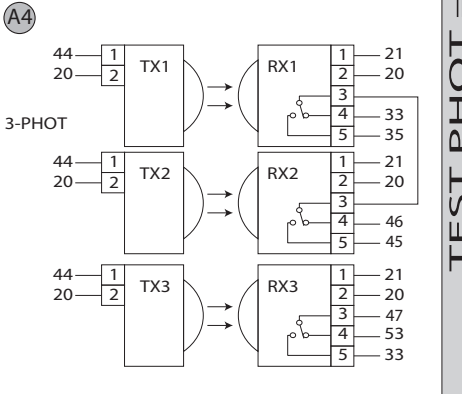 A4
44 1 TX1 RX1 1 21
20 2 2 20
3
3-PHOT
4 33
5 35
44 1 TX2 RX2 1 21
20 2 2 20
3
4 46
5 45
44 1 TX3 RX3 1 21
20 2 2 20
3 47
4 53
5 33
TEST PHOT –